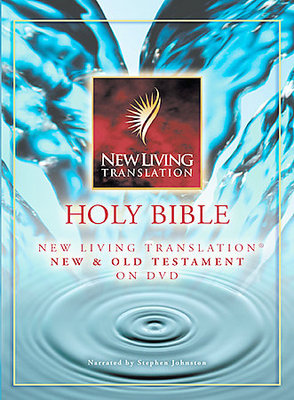 NEW LIVING
TRANSLATION
HOLY BIBLE
NEW LIVING TRANSLATION®
NEW & OLD TESTAMENT
ON DVD
Narrated by Stephen Johnston